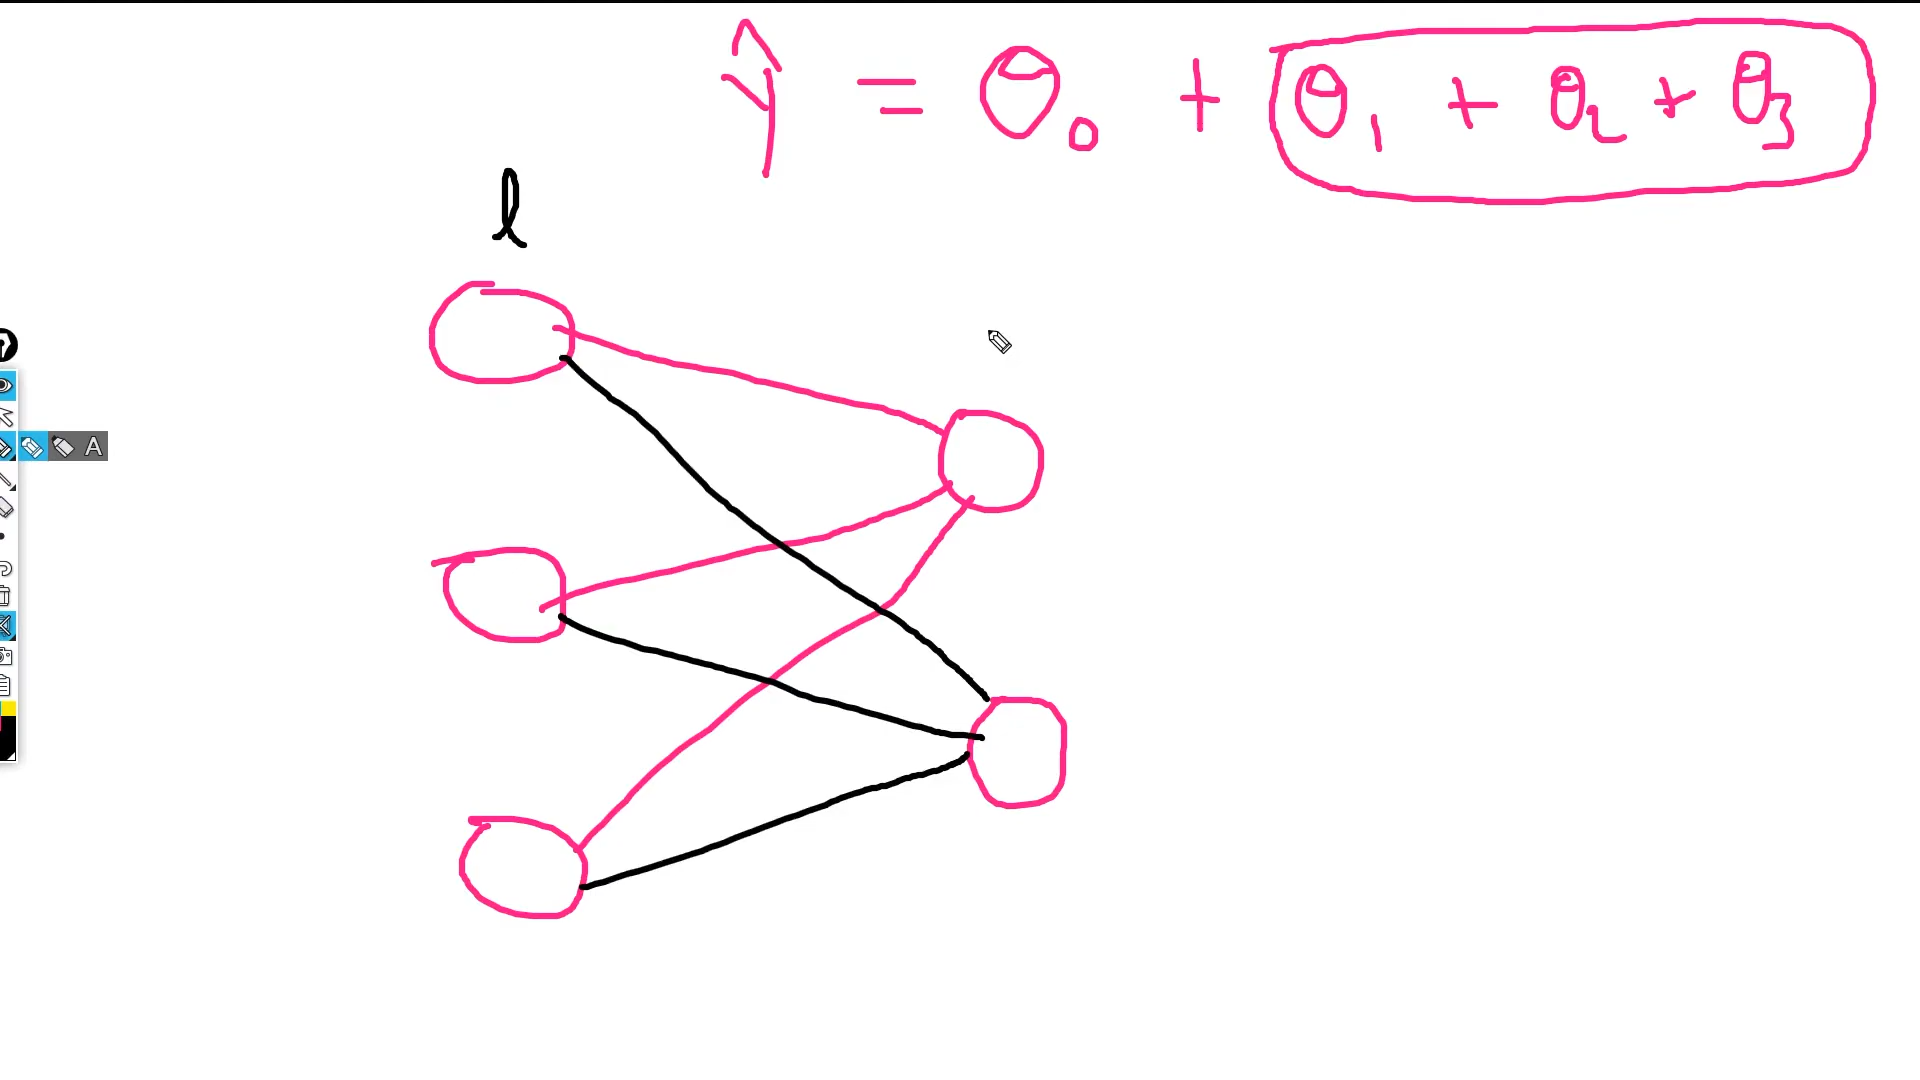 ŷ = θ₀ + θ₁ + θ₂ + θ₃
l
A